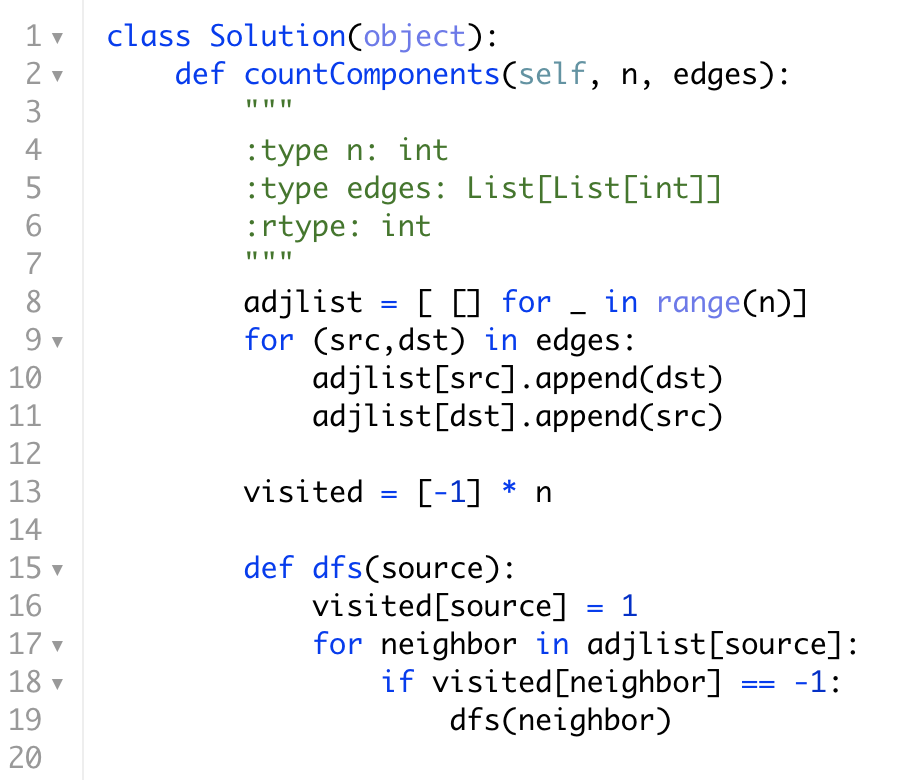 1 class Solution(object):
2     def countComponents(self, n, edges):
3         """
4         :type n: int
5         :type edges: List[List[int]]
6         :rtype: int
7         """
8         adjlist = [ [] for _ in range(n)]
9         for (src,dst) in edges:
10             adjlist[src].append(dst)
11             adjlist[dst].append(src)
12
13         visited = [-1] * n
14
15         def dfs(source):
16             visited[source] = 1
17             for neighbor in adjlist[source]:
18                 if visited[neighbor] == -1:
19                     dfs(neighbor)
20